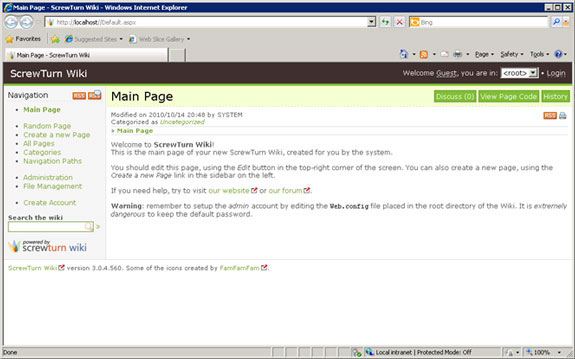 Main Page - ScrewTurn Wiki - Windows Internet Explorer
http://localhost/Default.aspx
Bing
Favorites Suggested Sites Web Slice Gallery
Main Page - ScrewTurn Wiki
Page Safety Tools
ScrewTurn Wiki
Welcome Guest, you are in: <root> • Login
Navigation RSS RSS
Main Page
Random Page
Create a new Page
All Pages
Categories
Navigation Paths
Administration
File Management
Create Account
Search the wiki
»
powered by
screwturn wiki
Main Page
Discuss (0) View Page Code History
Modified on 2010/10/14 20:48 by SYSTEM
RSS
Categorized as Uncategorized
» Main Page
Welcome to ScrewTurn Wiki!
This is the main page of your new ScrewTurn Wiki, created for you by the system.
You should edit this page, using the Edit button in the top-right corner of the screen. You can also create a new page, using the
Create a new Page link in the sidebar on the left.
If you need help, try to visit our website or our forum.
Warning: remember to setup the admin account by editing the Web.config file placed in the root directory of the Wiki. It is extremely
dangerous to keep the default password.
ScrewTurn Wiki version 3.0.4.560. Some of the icons created by FamFamFam.
Done
Local intranet | Protected Mode: Off
100%